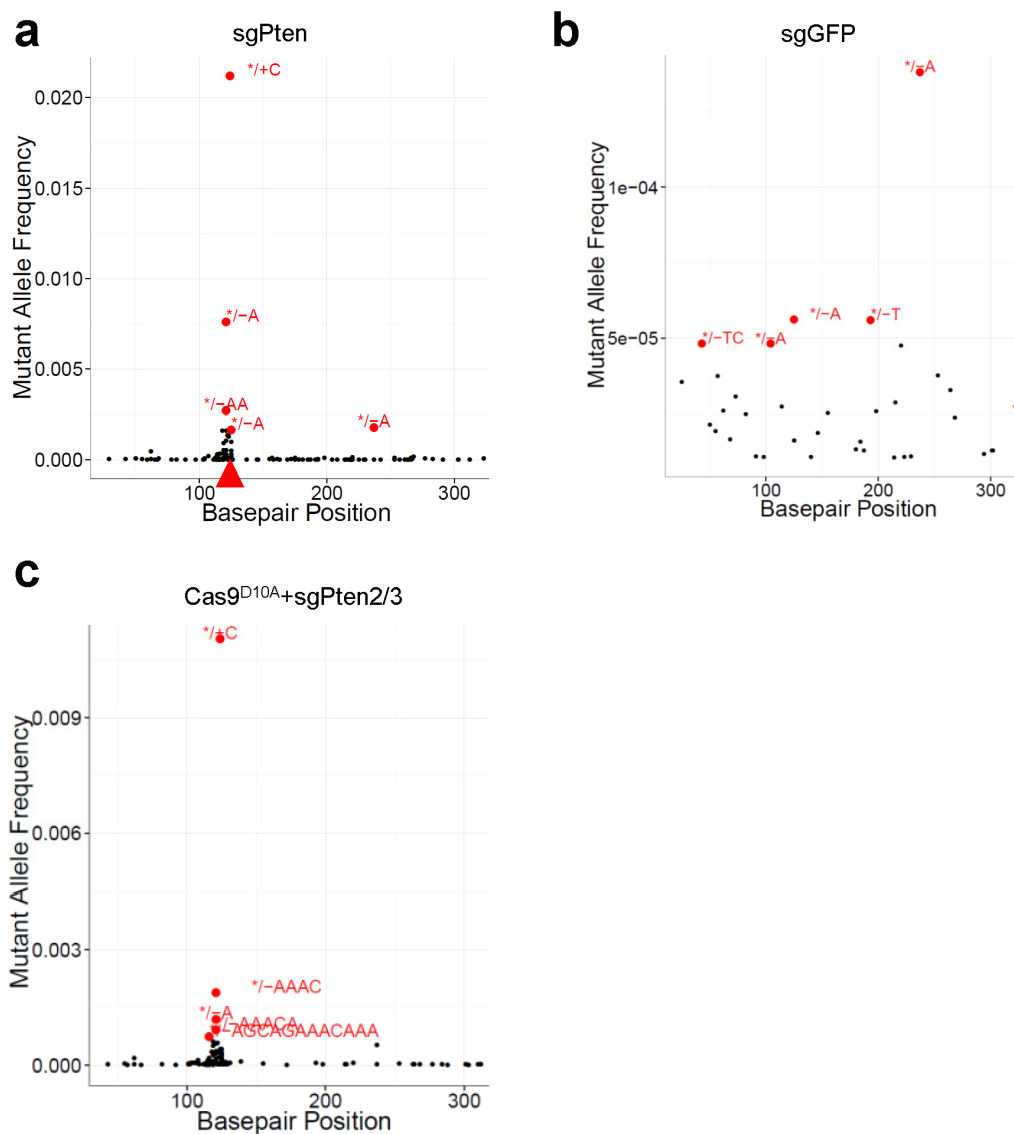 a
sgPten
Mutant Allele Frequency
0.020
0.015
0.010
0.005
0.000
*/+C
*/−A
*/−AA
*/−A
*/−A
100
200
300
Basepair Position
b
sgGFP
Mutant Allele Frequency
1e−04
5e−05
*/−A
*/−A
*/−T
*/−TC
*/−A
100
200
300
Basepair Position
c
Cas9D10A+sgPten2/3
Mutant Allele Frequency
0.009
0.006
0.003
0.000
*/+C
*/−AAAC
*/−A
*/−AAACA
AGCAGAAACAAA
100
200
300
Basepair Position